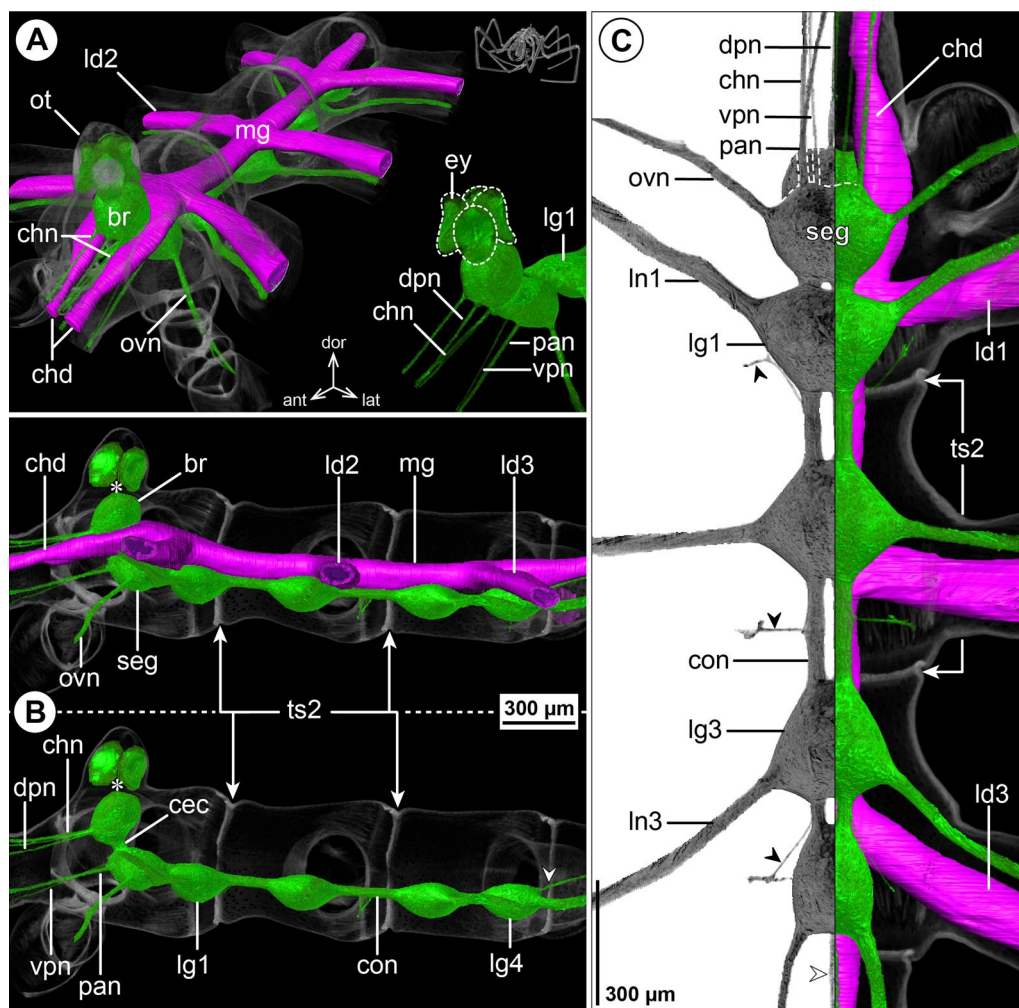 A
ld2
ot
mg
br
chn
chd
ovn
ey
lg1
dpn
chn
pan
vpn
dor
ant
lat
chd
br
ld2
mg
ld3
*
ovn
seg
B
ts2
300 µm
chn
dpn
*
cec
vpn
pan
lg1
con
lg4
C
dpn
chn
vpn
pan
ovn
chd
seg
ln1
lg1
ld1
ts2
con
lg3
ln3
ld3
300 µm